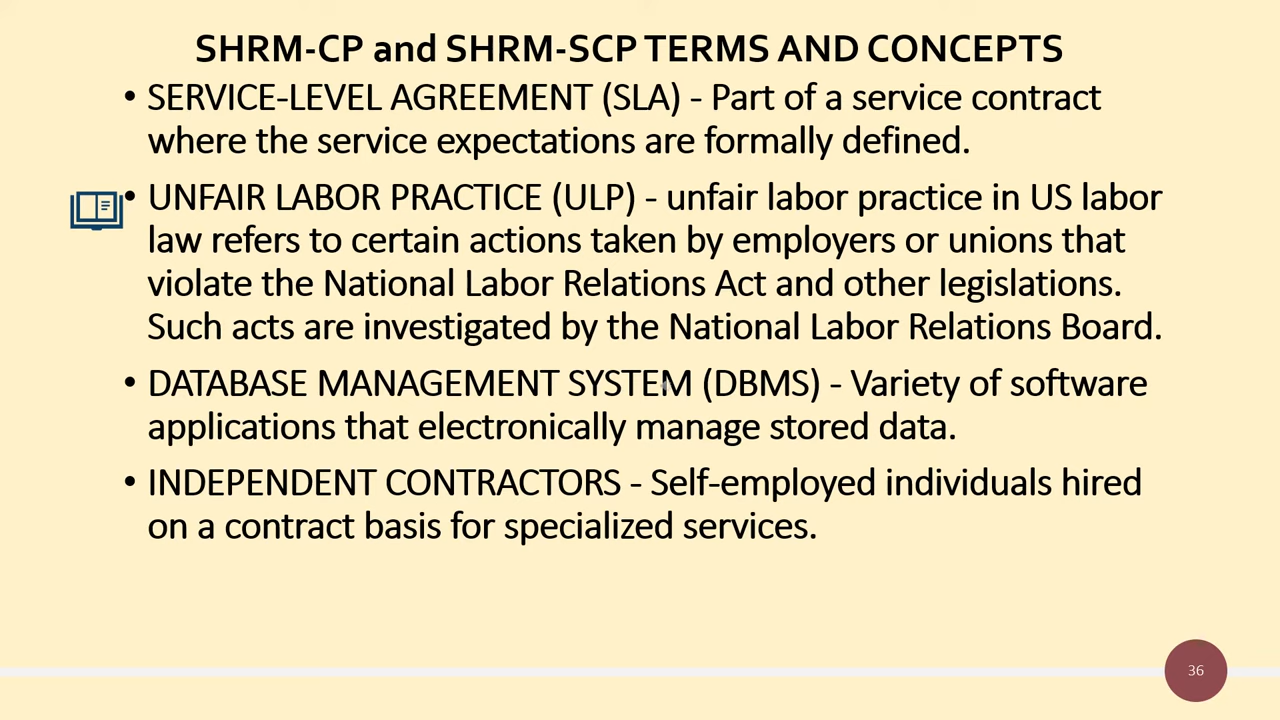 SHRM-CP and SHRM-SCP TERMS AND CONCEPTS
• SERVICE-LEVEL AGREEMENT (SLA) - Part of a service contract
where the service expectations are formally defined.
• UNFAIR LABOR PRACTICE (ULP) - unfair labor practice in US labor
law refers to certain actions taken by employers or unions that
violate the National Labor Relations Act and other legislations.
Such acts are investigated by the National Labor Relations Board.
• DATABASE MANAGEMENT SYSTEM (DBMS) - Variety of software
applications that electronically manage stored data.
• INDEPENDENT CONTRACTORS - Self-employed individuals hired
on a contract basis for specialized services.
36